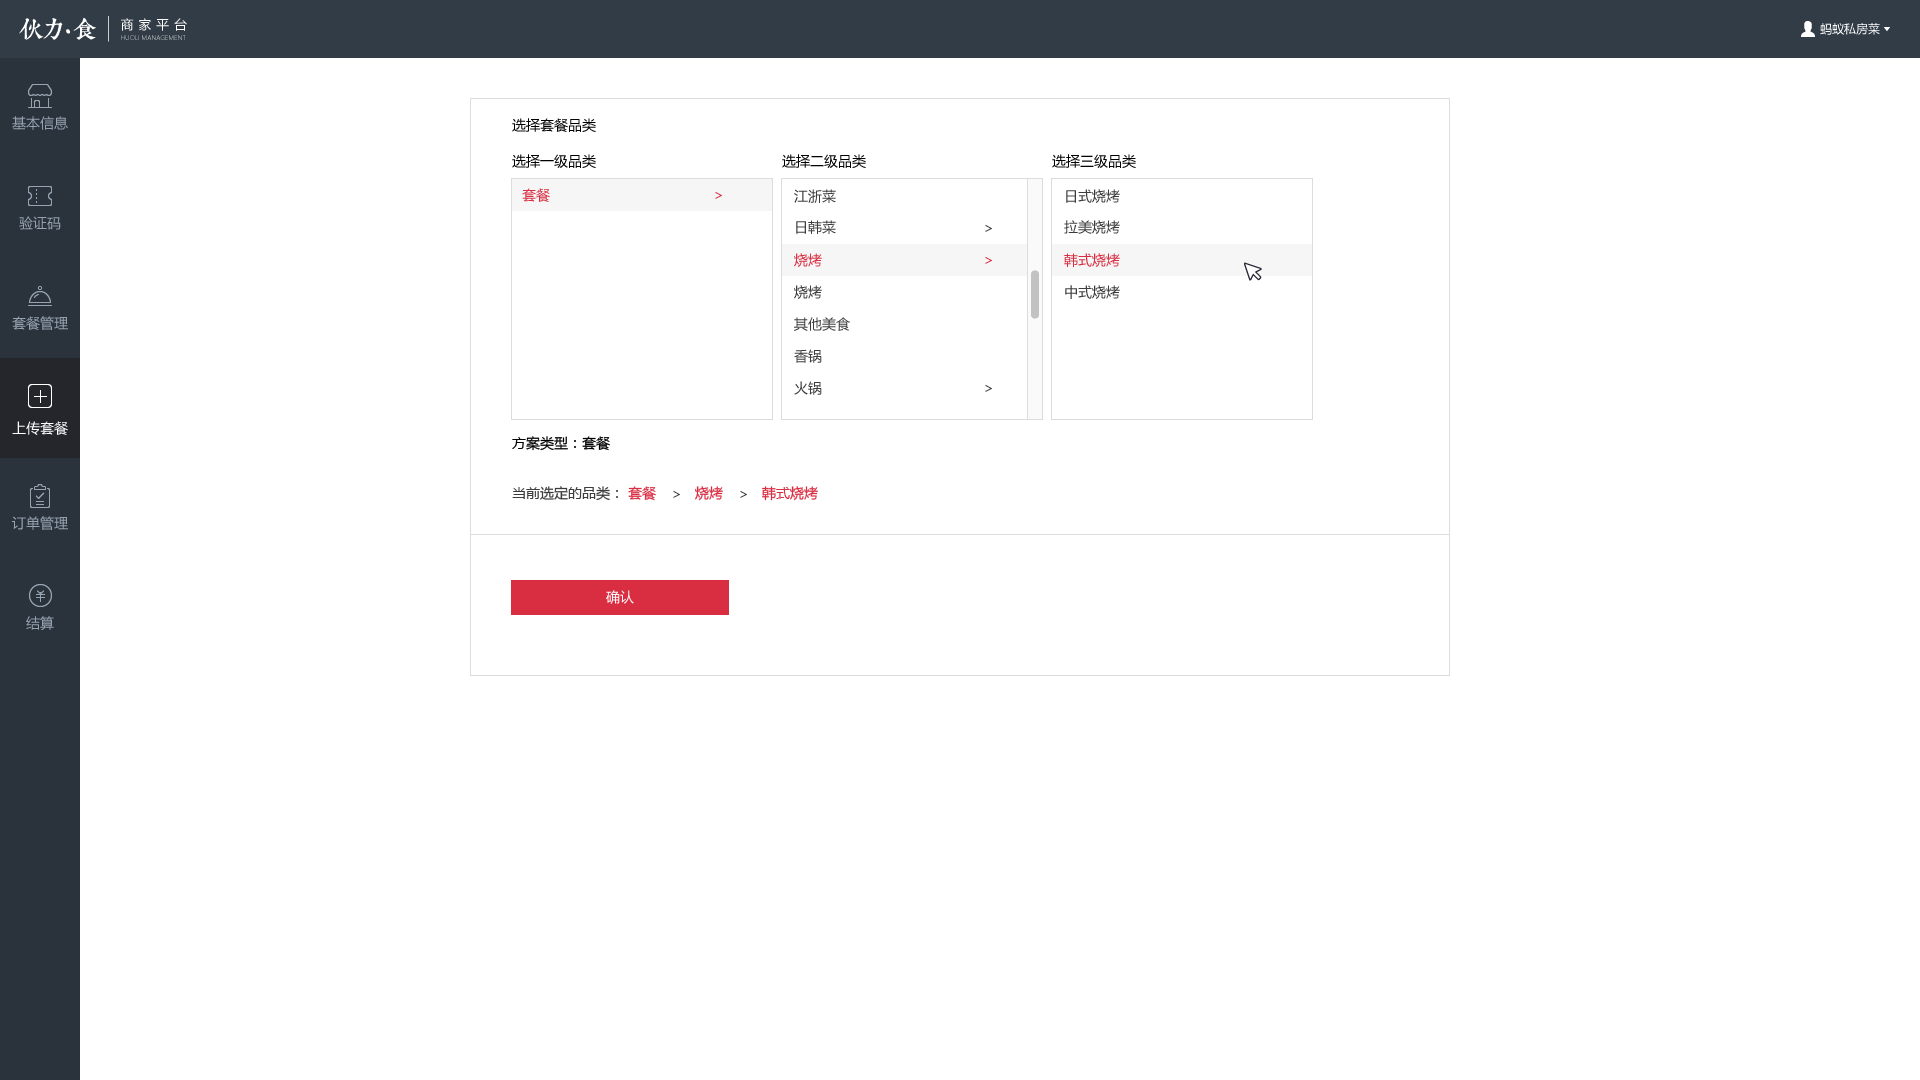 伙力·食 商家平台
HUOLI MANAGEMENT
蚂蚁私房菜
基本信息
验证码
套餐管理
上传套餐
订单管理
结算
选择套餐品类
选择一级品类
套餐 >
选择二级品类
江浙菜
日韩菜 >
烧烤 >
烧烤
其他美食
香锅
火锅 >
选择三级品类
日式烧烤
拉美烧烤
韩式烧烤
中式烧烤
方案类型：套餐
当前选定的品类： 套餐 > 烧烤 > 韩式烧烤
确认